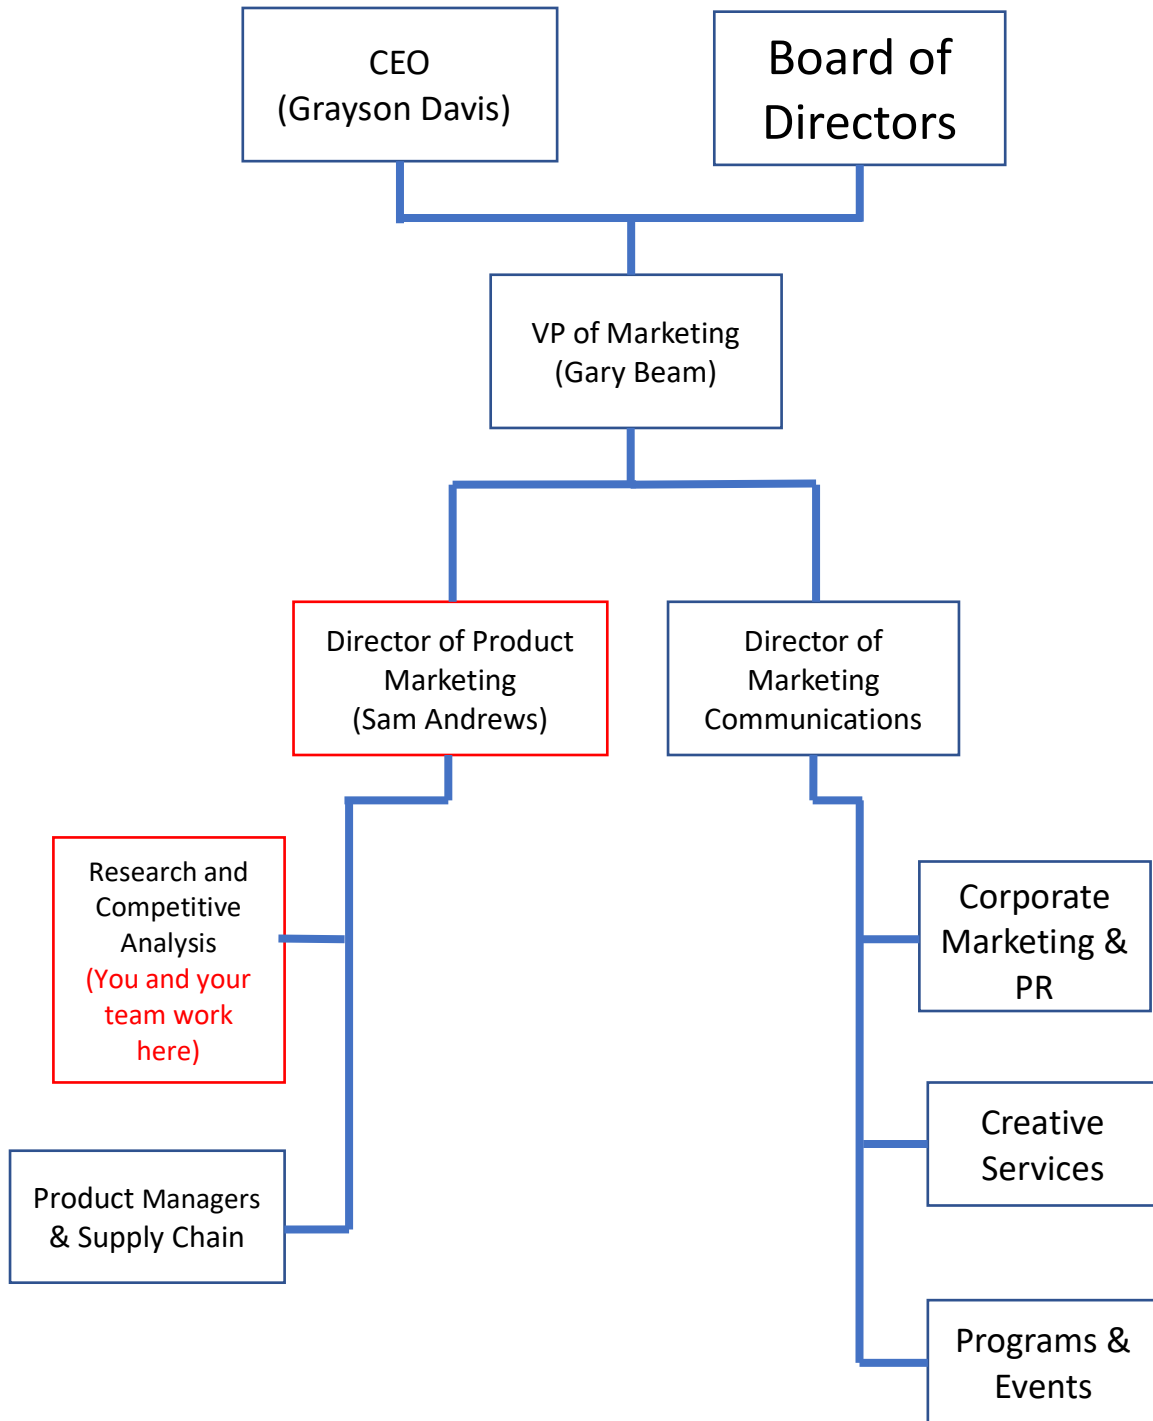 CEO
(Grayson Davis)
Board of
Directors
VP of Marketing
(Gary Beam)
Director of Product
Marketing
(Sam Andrews)
Director of
Marketing
Communications
Research and
Competitive
Analysis
(You and your
team work
here)
Product Managers
& Supply Chain
Corporate
Marketing &
PR
Creative
Services
Programs &
Events